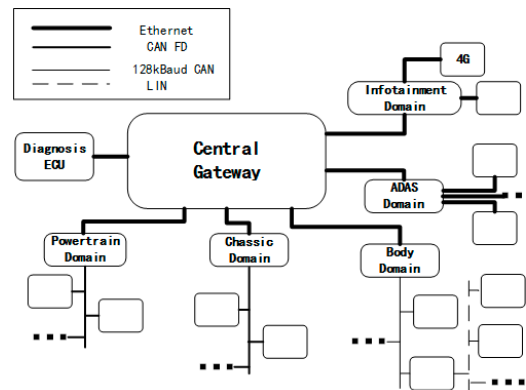 Ethernet
CAN FD
128kBaud CAN
LIN
4G
Infotainment
Domain
Diagnosis
ECU
Central
Gateway
ADAS
Domain
Powertrain
Domain
Chassic
Domain
Body
Domain